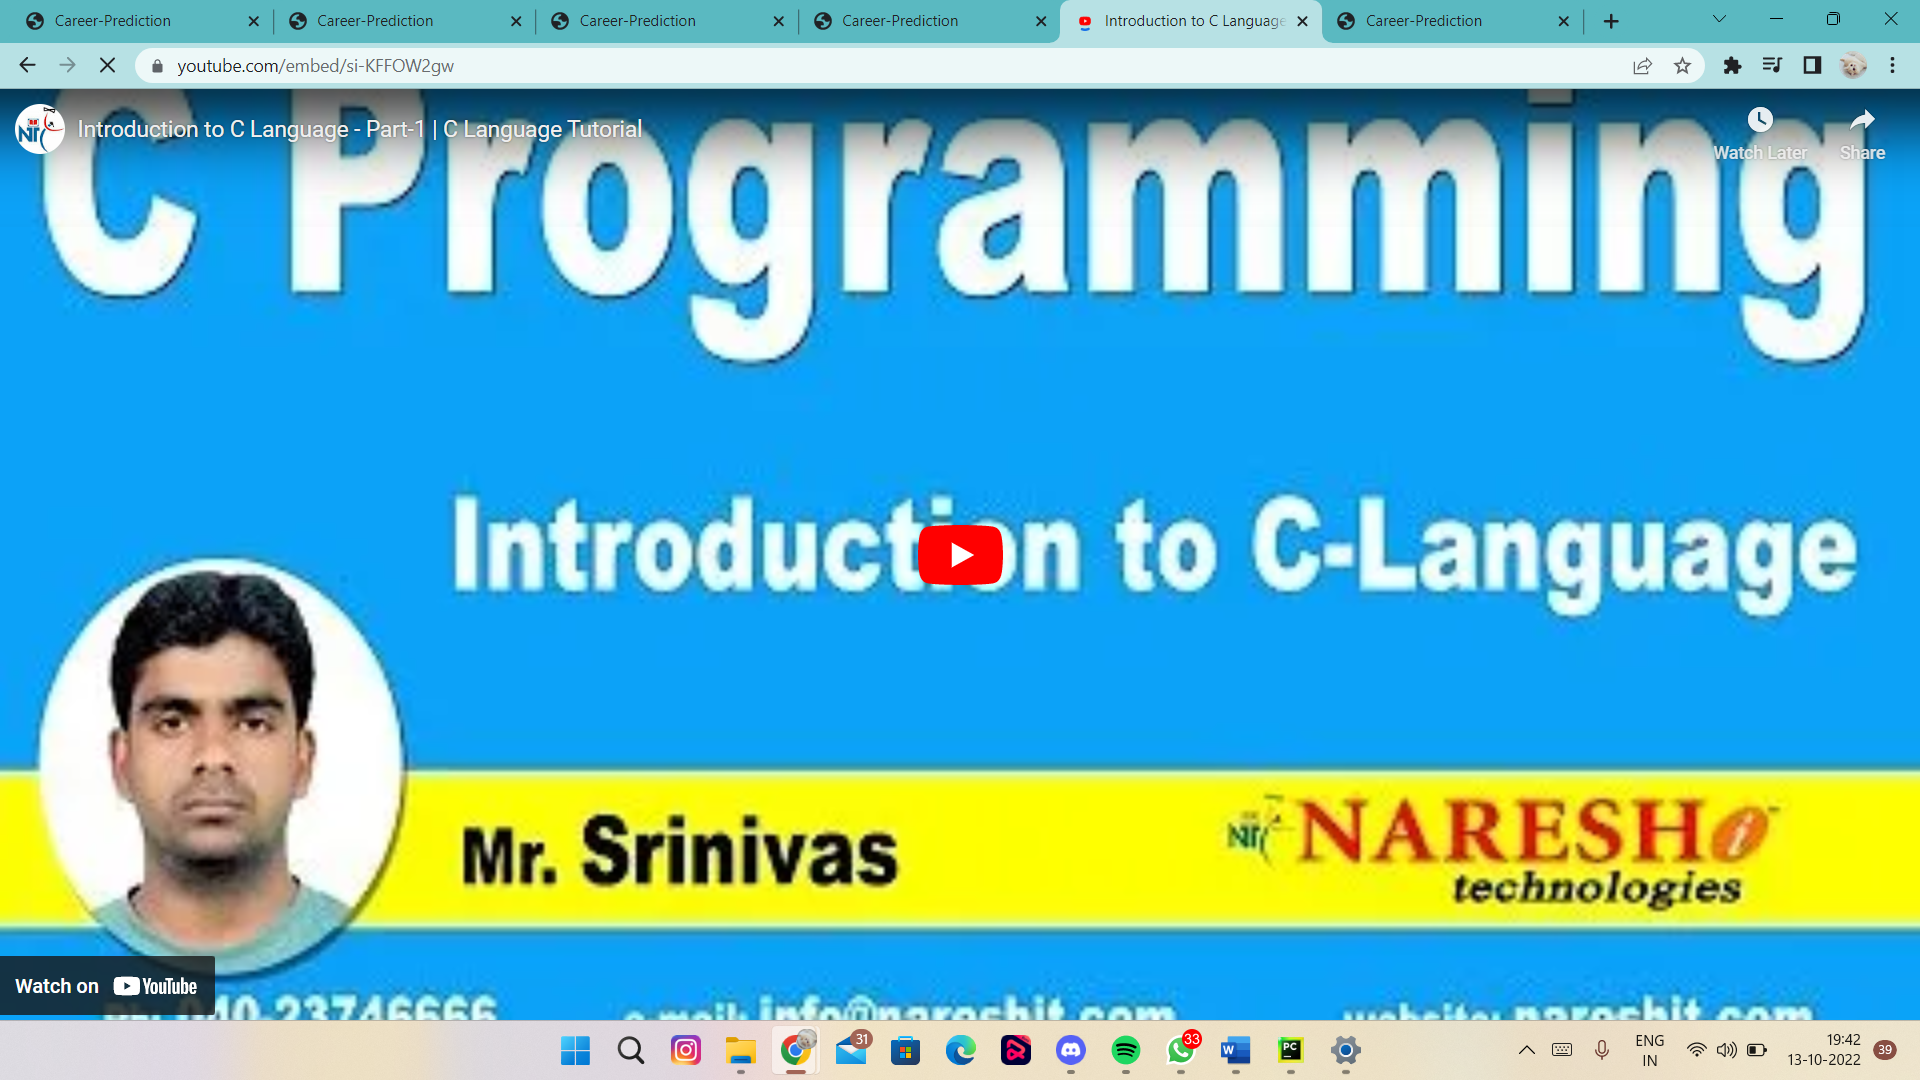 Career-Prediction
Career-Prediction
Career-Prediction
Career-Prediction
Introduction to C Language
Career-Prediction
youtube.com/embed/si-KFFOW2gw
C Programming
Introduction to C Language - Part-1 | C Language Tutorial
Watch Later
Share
Introduction to C-Language
Mr. Srinivas
NARESH i
technologies
Watch on YouTube
Ph: 040-23746666
e-mail: info@nareshit.com
website: nareshit.com
31
33
W
PC
ENG
IN
19:42
13-10-2022
39